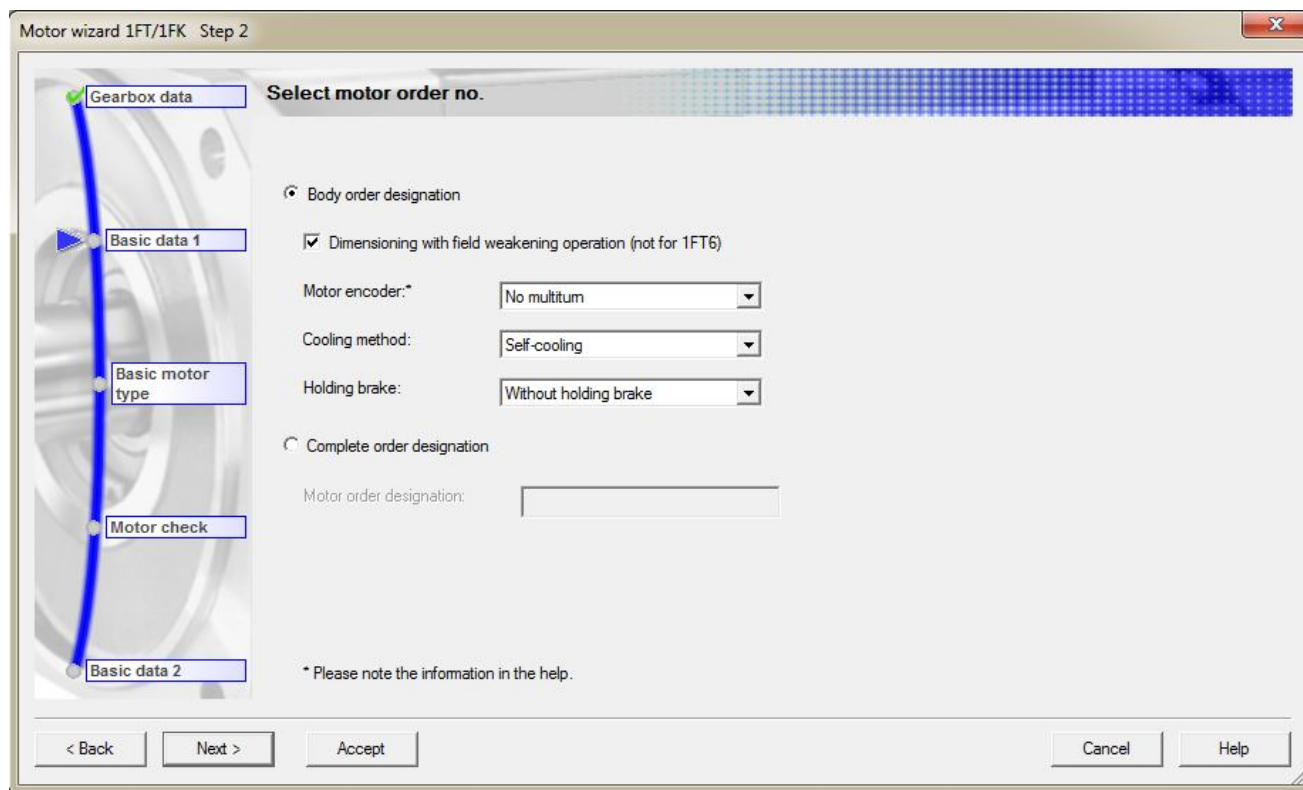 Motor wizard 1FT/1FK Step 2
Gearbox data
Select motor order no.
Body order designation
Basic data 1
Dimensioning with field weakening operation (not for 1FT6)
Motor encoder:*
No multiturn
Cooling method:
Self-cooling
Basic motor
type
Holding brake:
Without holding brake
Complete order designation
Motor order designation:
Motor check
Basic data 2
* Please note the information in the help.
< Back
Next >
Accept
Cancel
Help